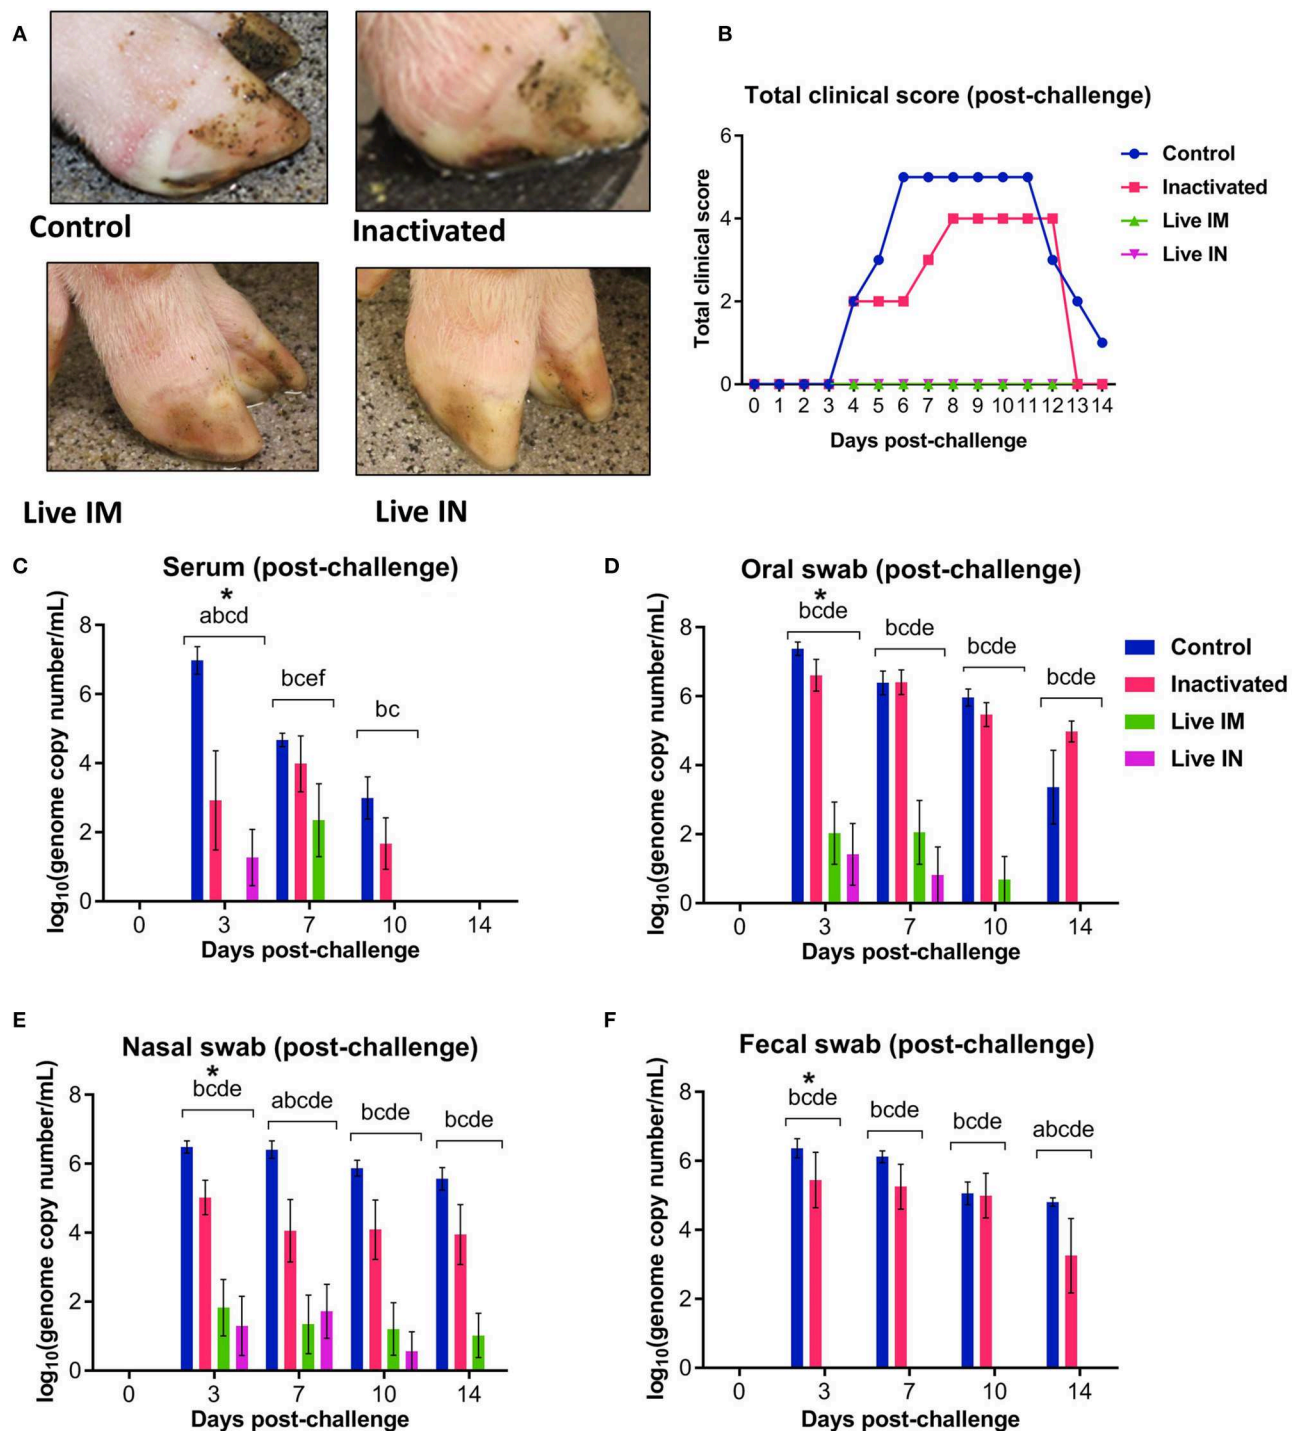 A
Control
Inactivated
Live IM
Live IN
B
Total clinical score (post-challenge)
Total clinical score
6
4
2
0
0 1 2 3 4 5 6 7 8 9 10 11 12 13 14
Days post-challenge
Control
Inactivated
Live IM
Live IN
C
Serum (post-challenge)
log10(genome copy number/mL)
8
6
4
2
0
*
abcd
bcef
bc
0 3 7 10 14
Days post-challenge
D
Oral swab (post-challenge)
log10(genome copy number/mL)
8
6
4
2
0
*
bcde
bcde
bcde
bcde
0 3 7 10 14
Days post-challenge
Control
Inactivated
Live IM
Live IN
E
Nasal swab (post-challenge)
log10(genome copy number/mL)
8
6
4
2
0
*
bcde
abcde
bcde
bcde
0 3 7 10 14
Days post-challenge
F
Fecal swab (post-challenge)
log10(genome copy number/mL)
8
6
4
2
0
*
bcde
bcde
bcde
abcde
0 3 7 10 14
Days post-challenge